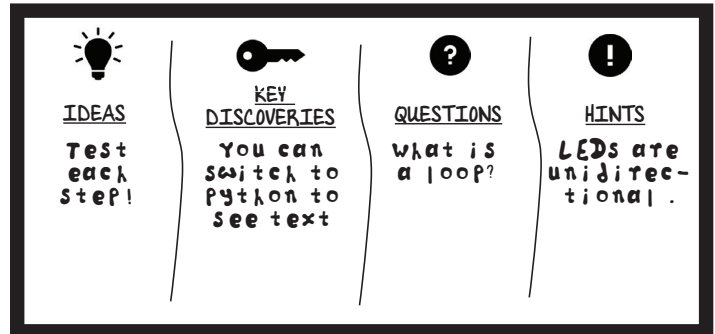 IDEAS
Test
each
step!
KEY
DISCOVERIES
You can
switch to
Python to
see text
?
QUESTIONS
What is
a loop?
!
HINTS
LEDs are
unidirec-
tional.